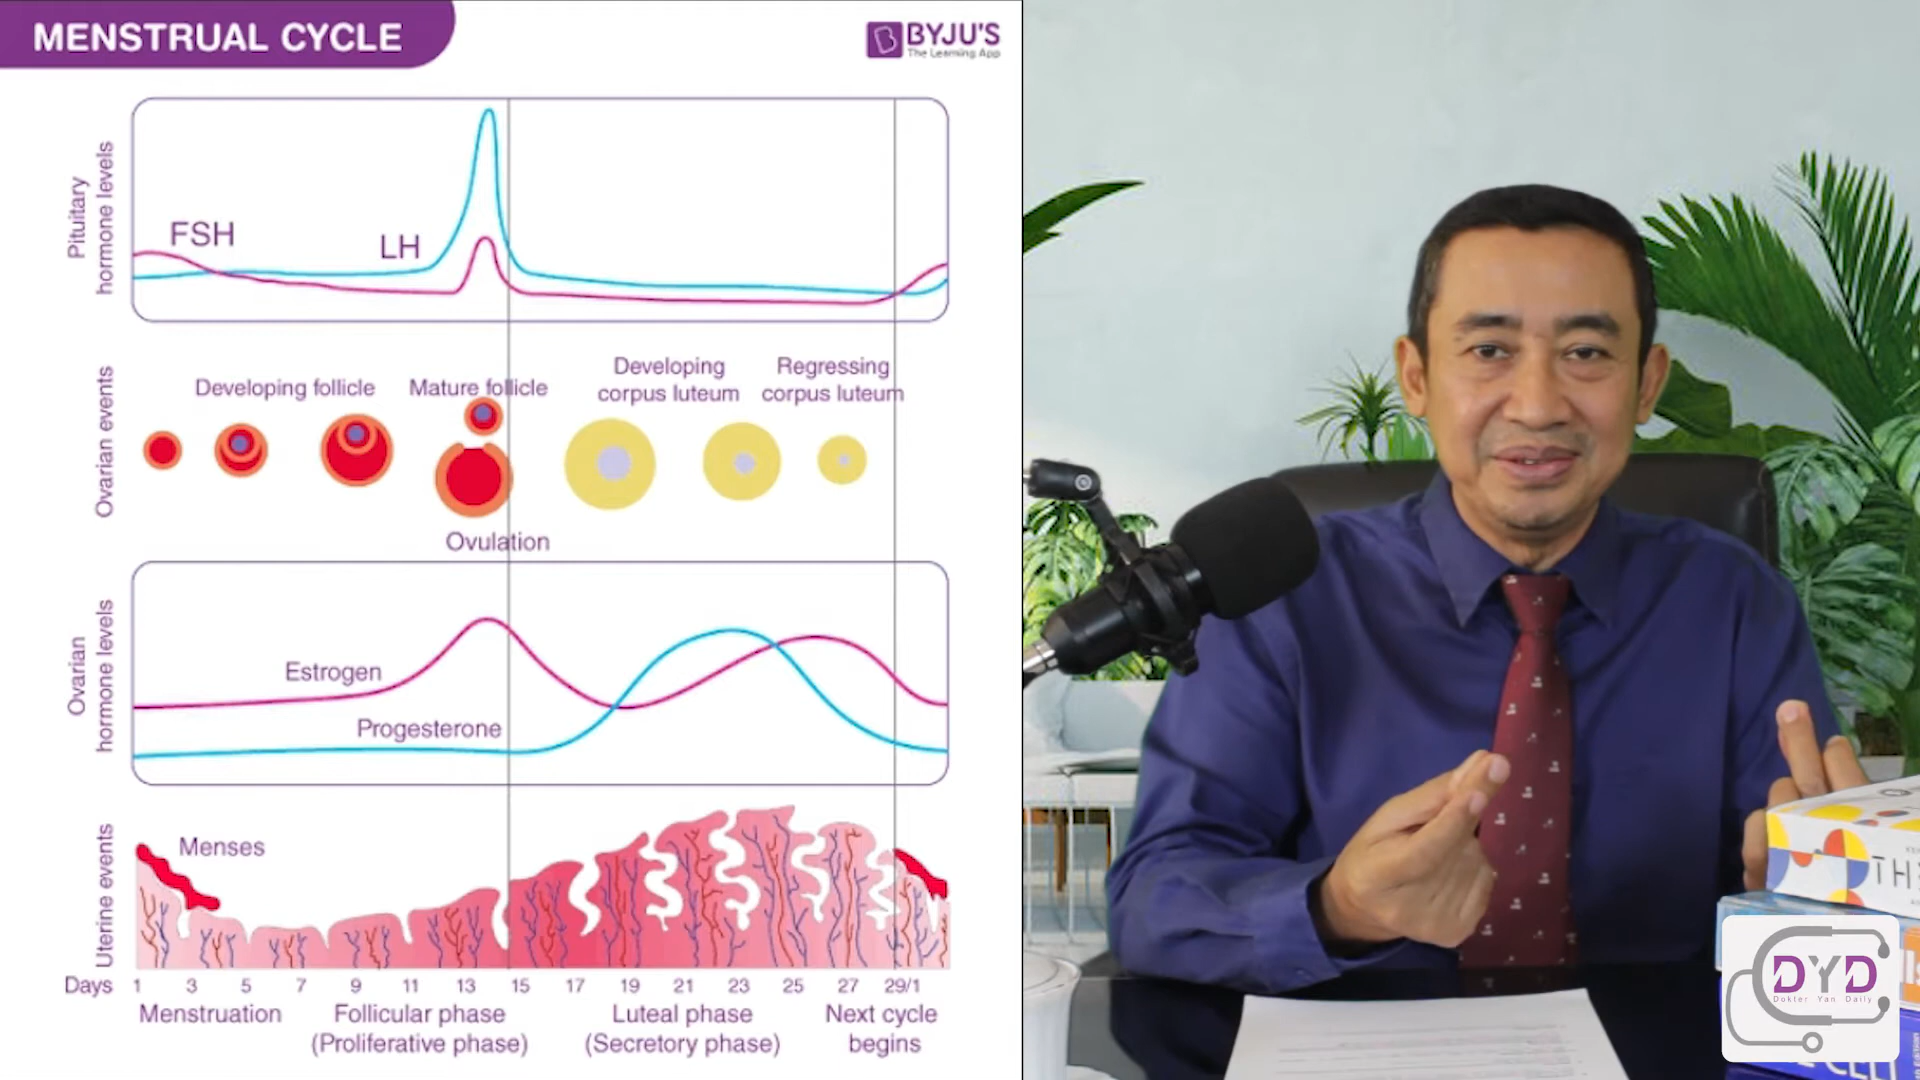 MENSTRUAL CYCLE
BYJU'S
The Learning App
Pituitary
hormone levels
FSH
LH
Ovarian events
Developing follicle
Mature follicle
Developing
corpus luteum
Regressing
corpus luteum
Ovulation
Ovarian
hormone levels
Estrogen
Progesterone
Uterine events
Menses
Days 1 3 5 7 9 11 13 15 17 19 21 23 25 27 29/1
Menstruation
Follicular phase
(Proliferative phase)
Luteal phase
(Secretory phase)
Next cycle
begins
DYD
Dokter Yan Daily